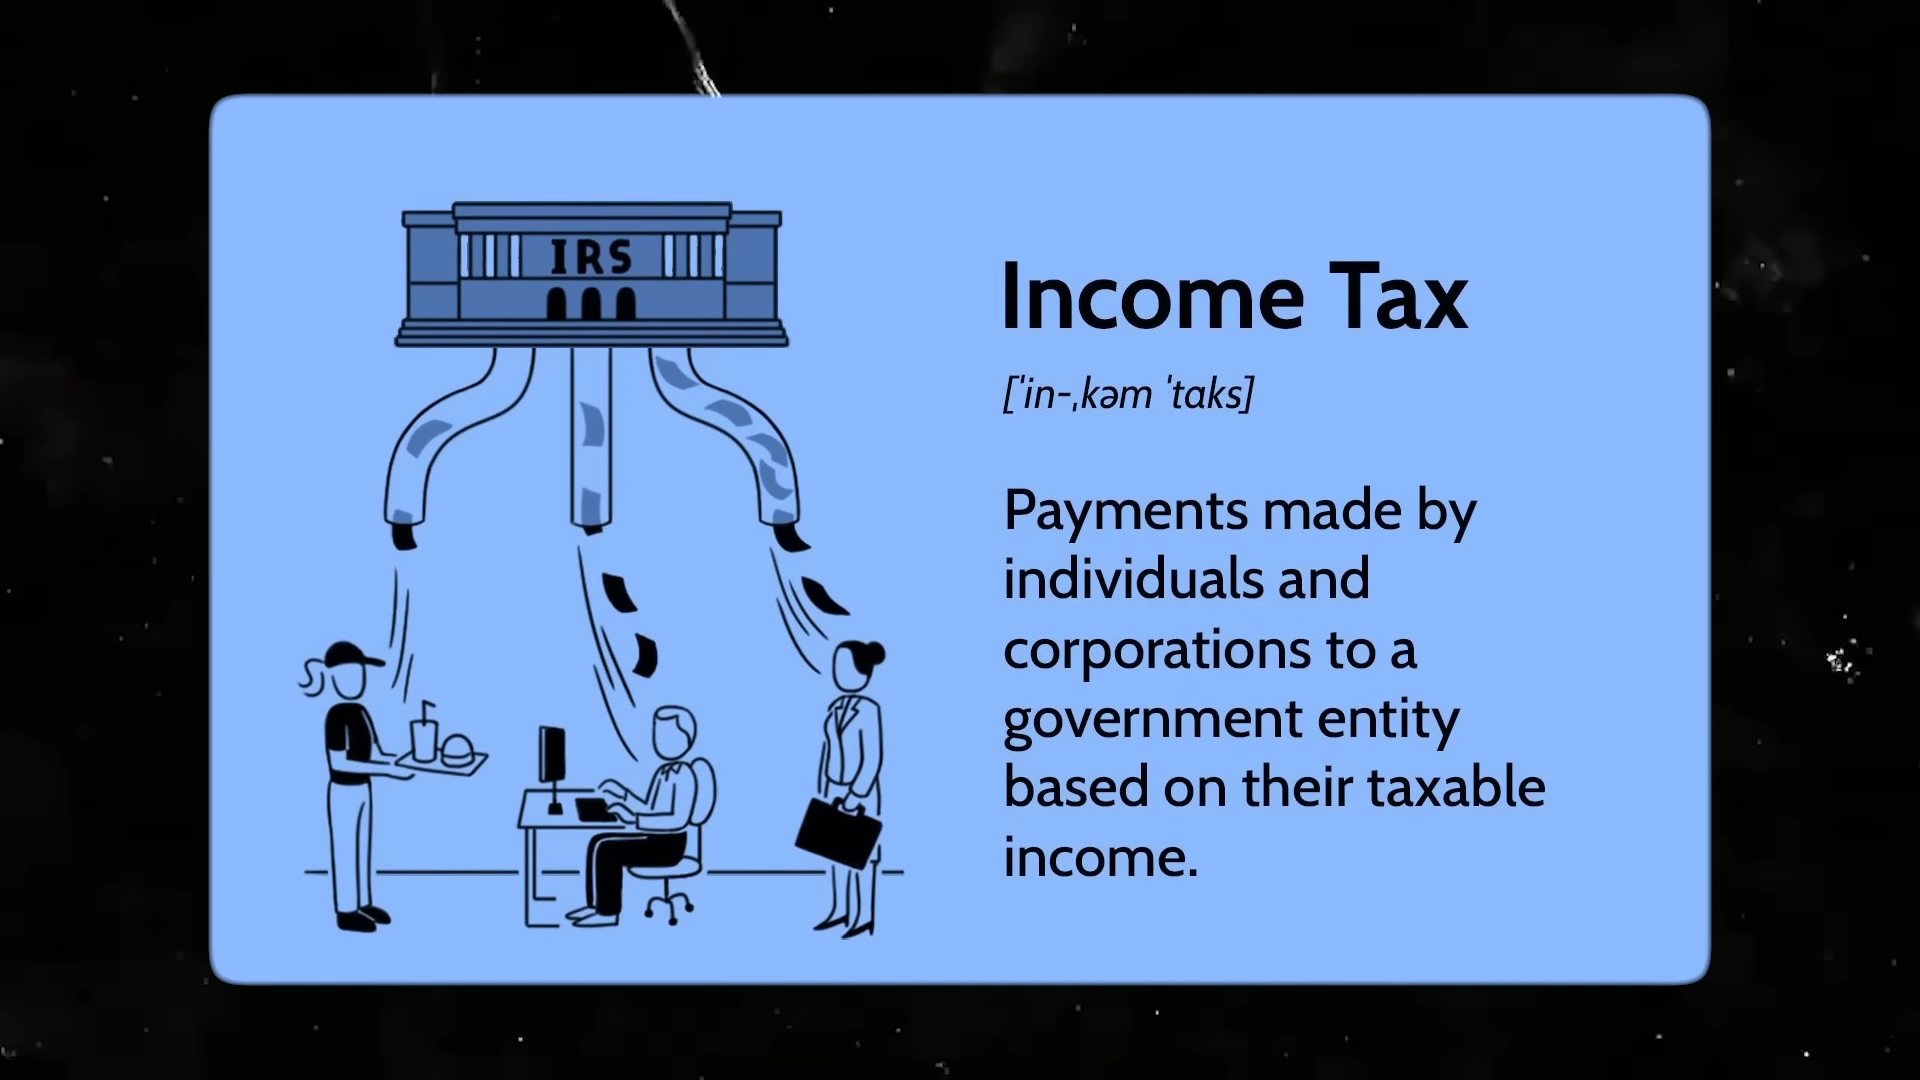 IRS
Income Tax
[ˈin-ˌkəm ˈtaks]
Payments made by
individuals and
corporations to a
government entity
based on their taxable
income.